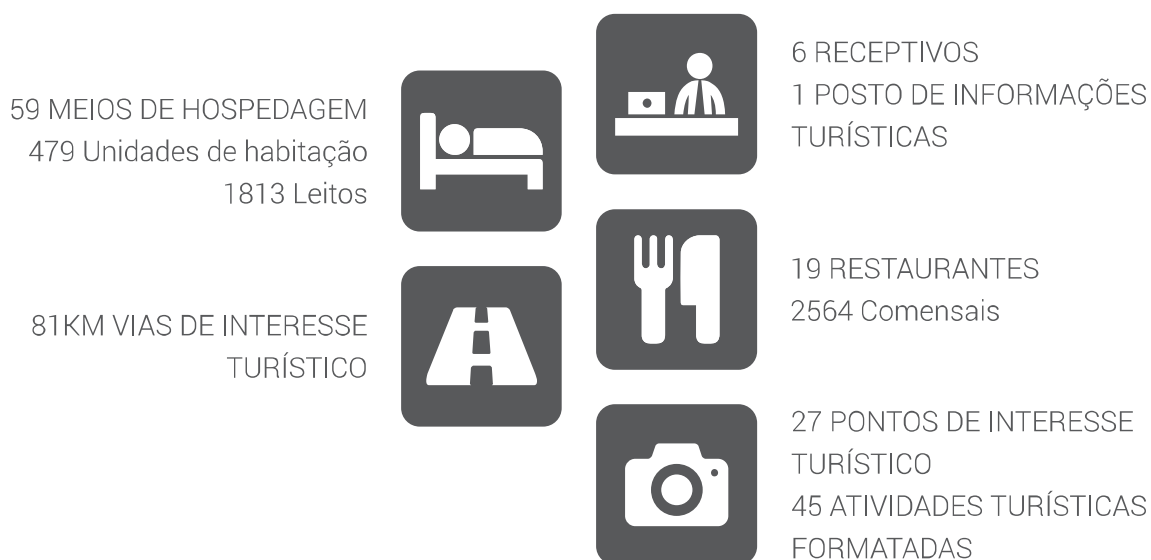 59 MEIOS DE HOSPEDAGEM
479 Unidades de habitação
1813 Leitos
81KM VIAS DE INTERESSE
TURÍSTICO
6 RECEPTIVOS
1 POSTO DE INFORMAÇÕES
TURÍSTICAS
19 RESTAURANTES
2564 Comensais
27 PONTOS DE INTERESSE
TURÍSTICO
45 ATIVIDADES TURÍSTICAS
FORMATADAS